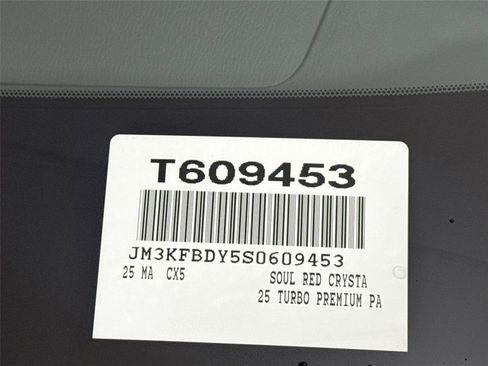 T609453
JM3KFBDY5S0609453
25 MA CX5 SOUL RED CRYSTA
25 TURBO PREMIUM PA